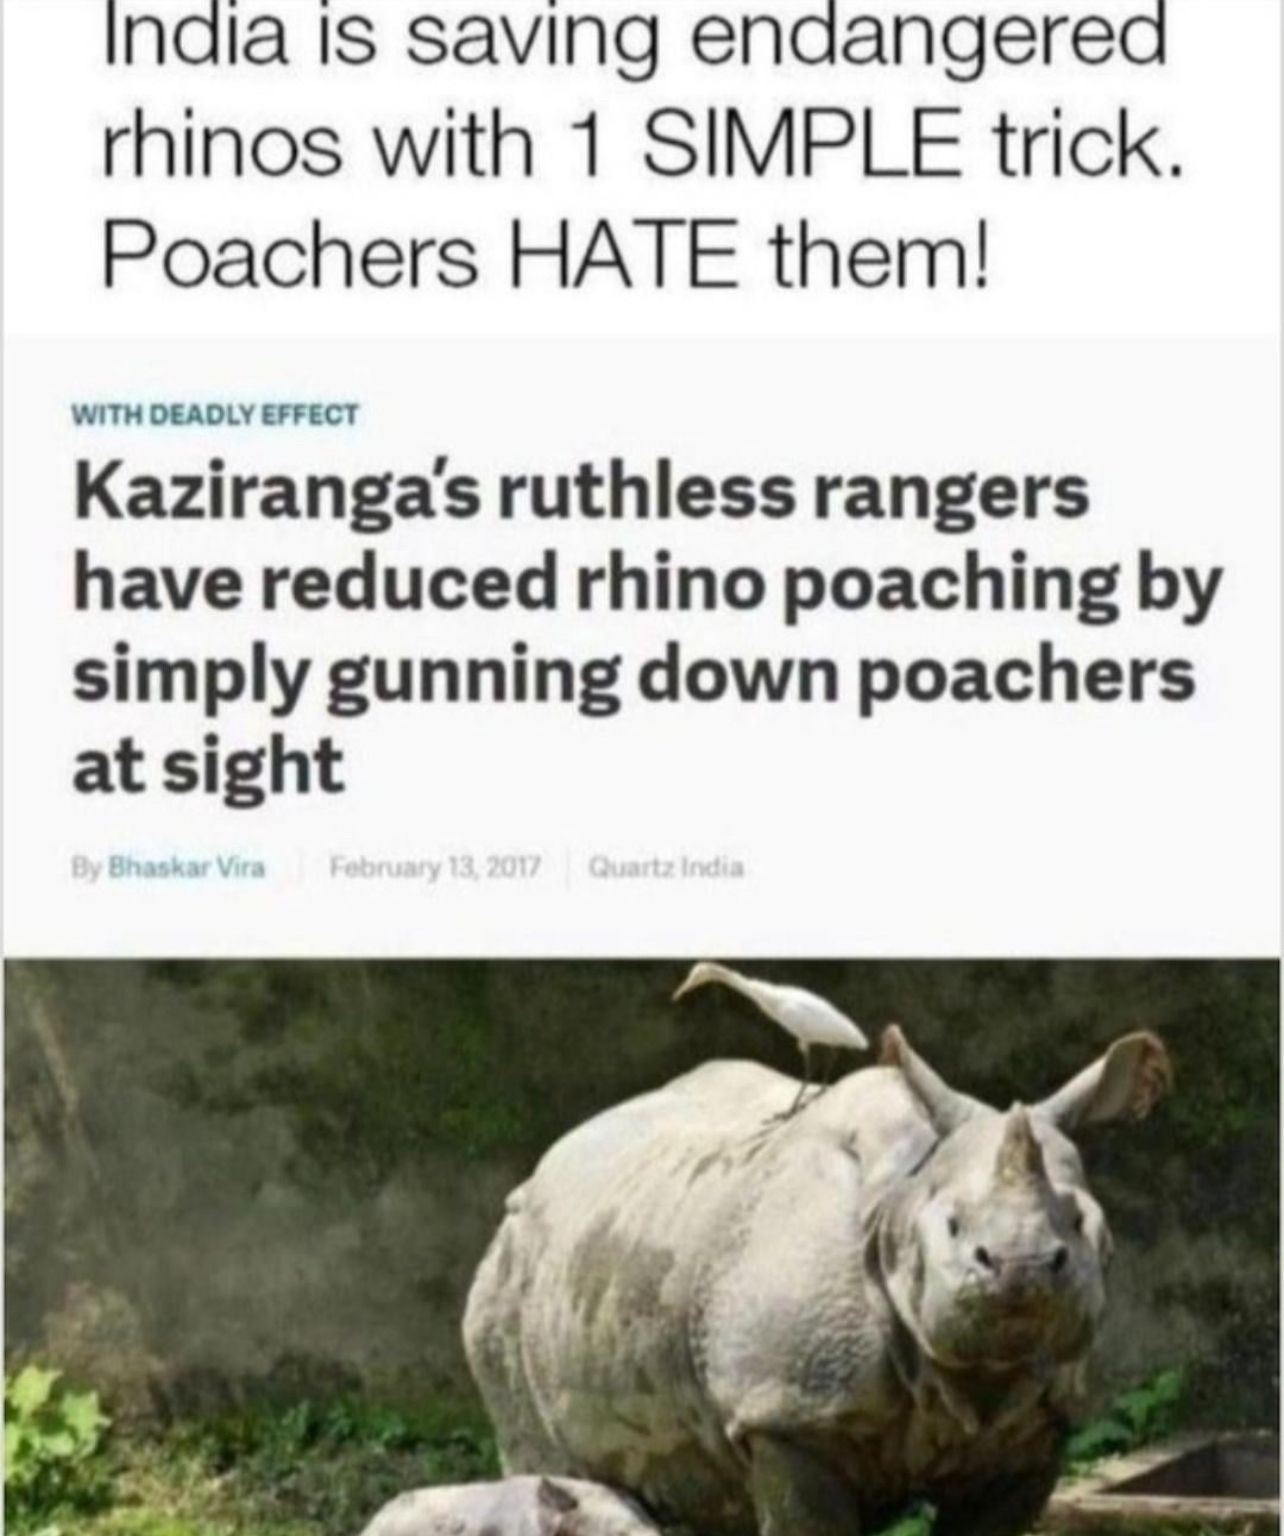 India is saving endangered
rhinos with 1 SIMPLE trick.
Poachers HATE them!
WITH DEADLY EFFECT
Kaziranga's ruthless rangers
have reduced rhino poaching by
simply gunning down poachers
at sight
By Bhaskar Vira | February 13, 2017 | Quartz India